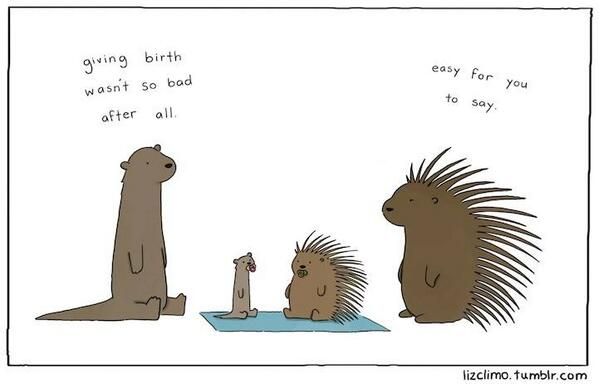 giving birth
wasn't so bad
after all.
easy for you
to say.
lizclimo.tumblr.com